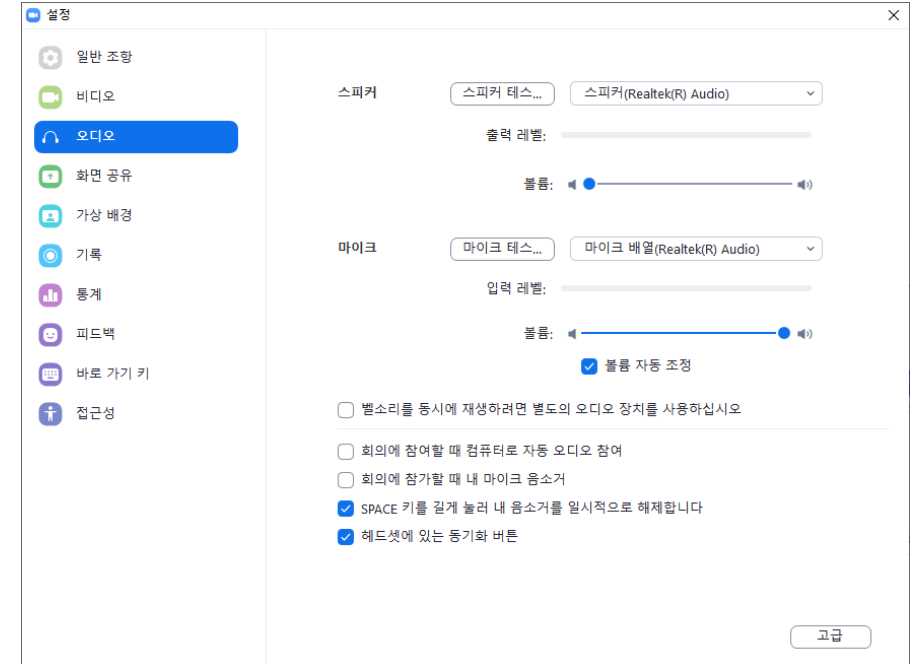 설정
일반 조항
비디오
오디오
화면 공유
가상 배경
기록
통계
피드백
바로 가기 키
접근성
스피커
스피커 테스...
스피커(Realtek(R) Audio)
출력 레벨:
볼륨:
마이크
마이크 테스...
마이크 배열(Realtek(R) Audio)
입력 레벨:
볼륨:
볼륨 자동 조정
벨소리를 동시에 재생하려면 별도의 오디오 장치를 사용하십시오
회의에 참여할 때 컴퓨터로 자동 오디오 참여
회의에 참가할 때 내 마이크 음소거
SPACE 키를 길게 눌러 내 음소거를 일시적으로 해제합니다
헤드셋에 있는 동기화 버튼
고급